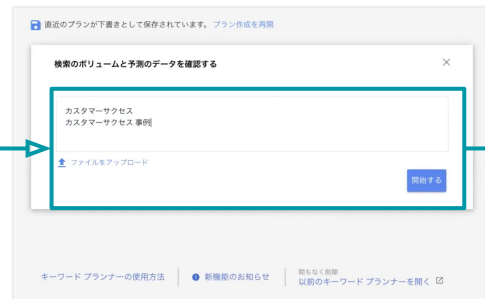 直近のプランが下書きとして保存されています。 プラン作成を再開
検索のボリュームと予測のデータを確認する
カスタマーサクセス
カスタマーサクセス 事例
ファイルをアップロード
開始する
キーワード プランナーの使用方法
新機能のお知らせ
間もなく削除
以前のキーワード プランナーを開く